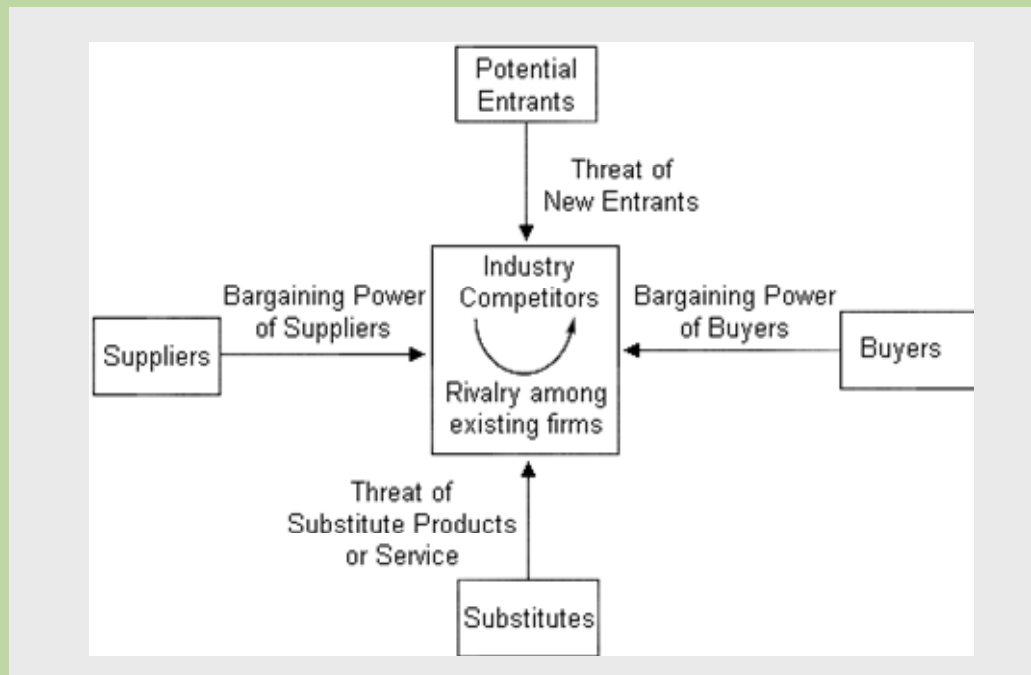 Potential
Entrants
Threat of
New Entrants
Industry
Competitors
Bargaining Power
of Suppliers
Bargaining Power
of Buyers
Suppliers
Buyers
Rivalry among
existing firms
Threat of
Substitute Products
or Service
Substitutes